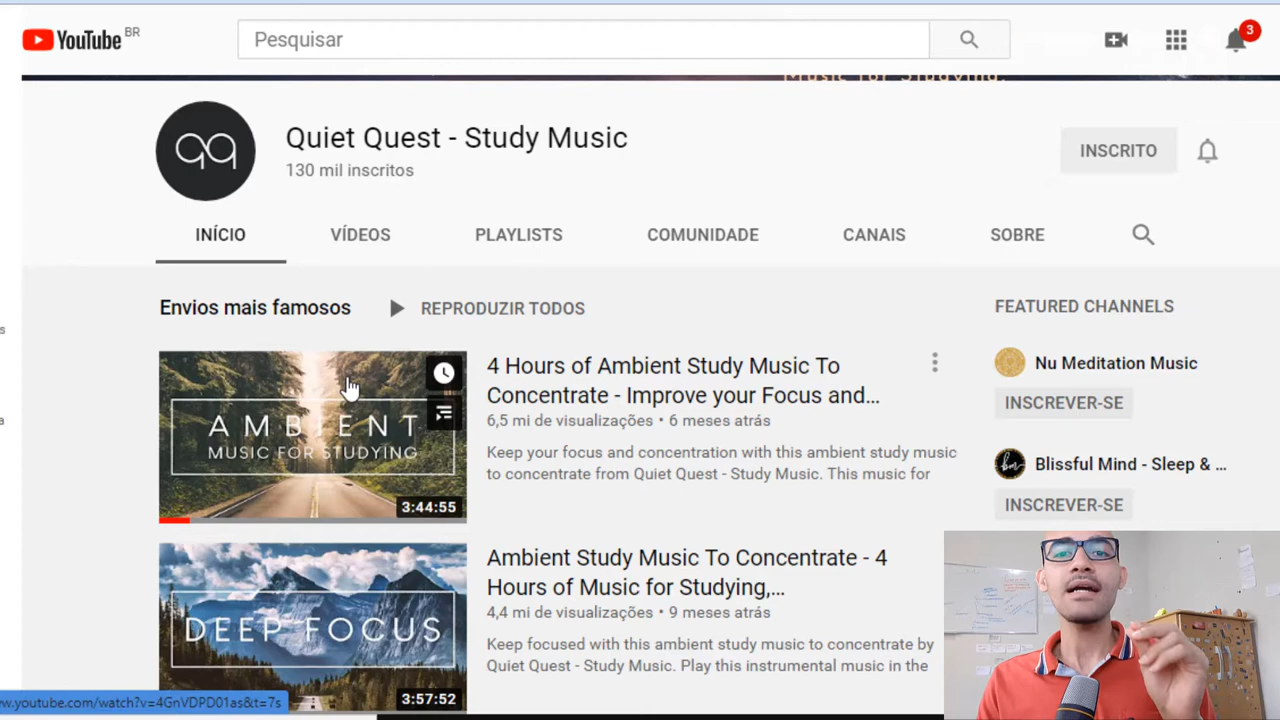 YouTube BR
Pesquisar
3
Music for Studying.
Quiet Quest - Study Music
130 mil inscritos
INSCRITO
INÍCIO
VÍDEOS
PLAYLISTS
COMUNIDADE
CANAIS
SOBRE
Envios mais famosos
REPRODUZIR TODOS
FEATURED CHANNELS
AMBIENT
MUSIC FOR STUDYING
3:44:55
4 Hours of Ambient Study Music To
Concentrate - Improve your Focus and...
6,5 mi de visualizações • 6 meses atrás
Keep your focus and concentration with this ambient study music
to concentrate from Quiet Quest - Study Music. This music for
Nu Meditation Music
INSCREVER-SE
Blissful Mind - Sleep & ...
INSCREVER-SE
DEEP FOCUS
3:57:52
Ambient Study Music To Concentrate - 4
Hours of Music for Studying,...
4,4 mi de visualizações • 9 meses atrás
Keep focused with this ambient study music to concentrate by
Quiet Quest - Study Music. Play this instrumental music in the
ww.youtube.com/watch?v=4GnVDPD01as&t=7s